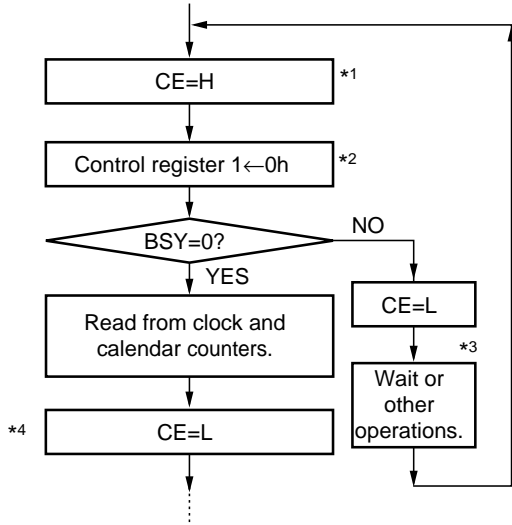 CE=H
*1
Control register 1←0h
*2
BSY=0?
NO
YES
Read from clock and
calendar counters.
CE=L
*3
Wait or
other
operations.
*4
CE=L